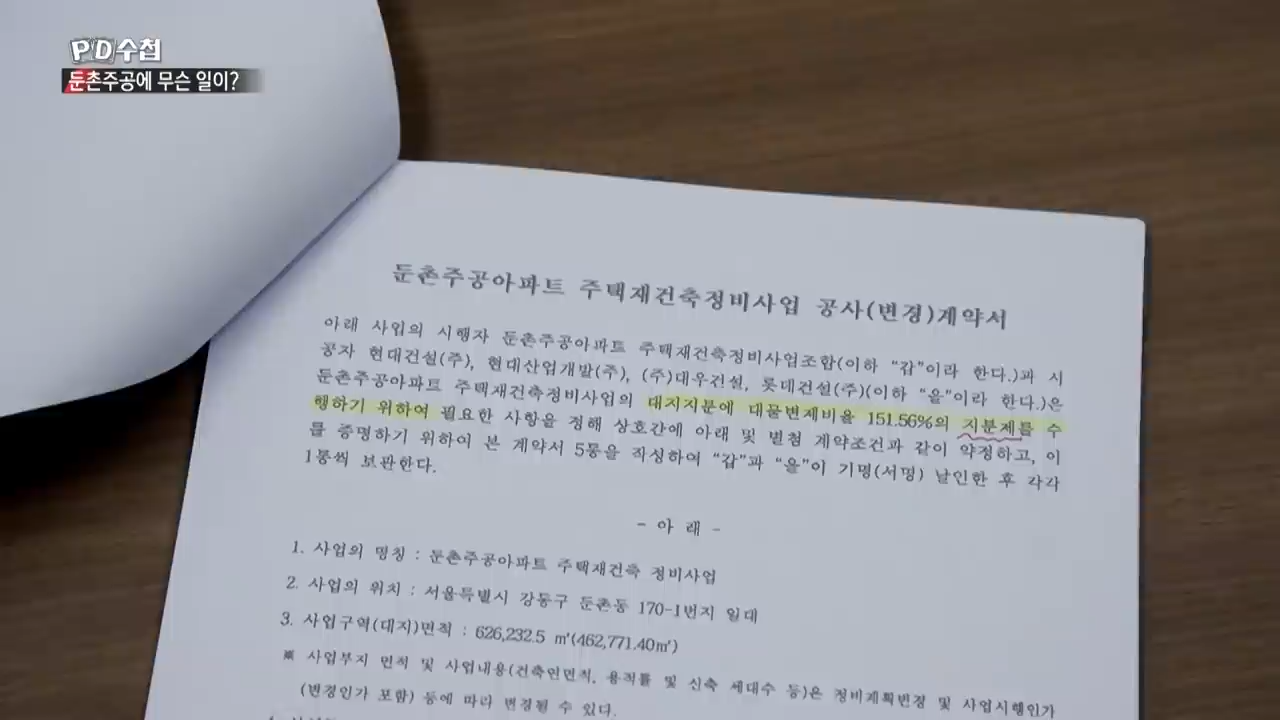 PD수첩
둔촌주공에 무슨 일이?
둔촌주공아파트 주택재건축정비사업 공사(변경)계약서
아래 사업의 시행자 둔촌주공아파트 주택재건축정비사업조합(이하 “갑”이라 한다.)과 시
공자 현대건설(주), 현대산업개발(주), (주)대우건설, 롯데건설(주)(이하 “을”이라 한다.)은
둔촌주공아파트 주택재건축정비사업의 대지지분에 대물변제비율 151.56%의 지분제를 수
행하기 위하여 필요한 사항을 정해 상호간에 아래 및 별첨 계약조건과 같이 약정하고, 이
를 증명하기 위하여 본 계약서 5통을 작성하여 “갑”과 “을”이 기명(서명) 날인한 후 각각
1통씩 보관한다.
- 아 래 -
1. 사업의 명칭 : 둔촌주공아파트 주택재건축 정비사업
2. 사업의 위치 : 서울특별시 강동구 둔촌동 170-1번지 일대
3. 사업구역(대지)면적 : 626,232.5 ㎡(462,771.40㎡)
※ 사업부지 면적 및 사업내용(건축연면적, 용적률 및 신축 세대수 등)은 정비계획변경 및 사업시행인가
(변경인가 포함) 등에 따라 변경될 수 있다.